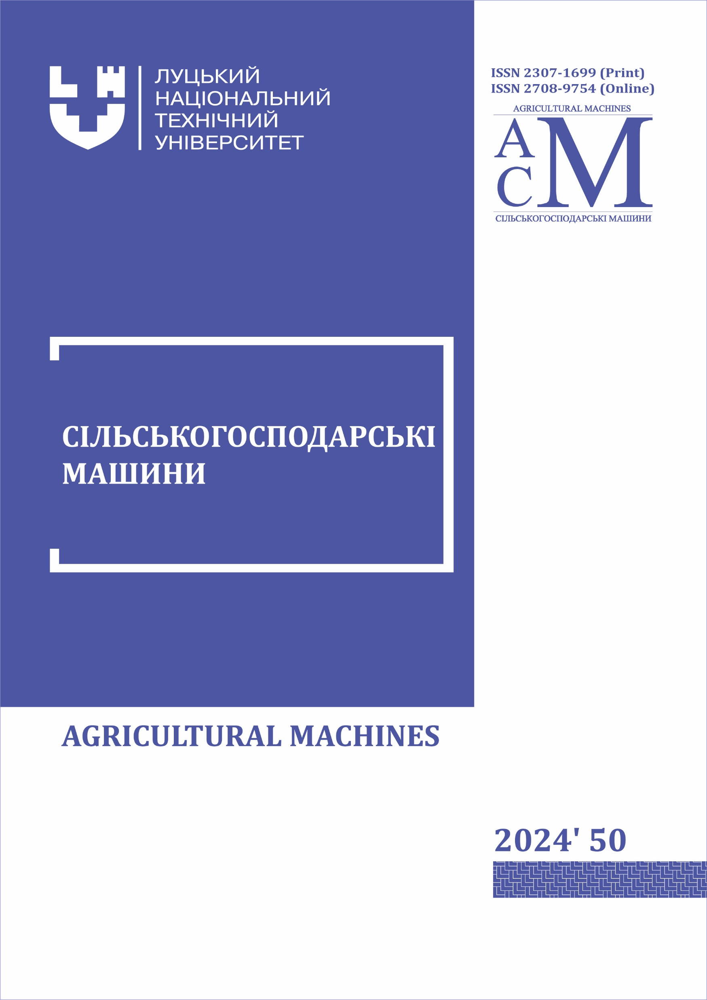 ЛУЦЬКИЙ
НАЦІОНАЛЬНИЙ
ТЕХНІЧНИЙ
УНІВЕРСИТЕТ
ISSN 2307-1699 (Print)
ISSN 2708-9754 (Online)
AGRICULTURAL MACHINES
А
С
М
СІЛЬСЬКОГОСПОДАРСЬКІ МАШИНИ
СІЛЬСЬКОГОСПОДАРСЬКІ
МАШИНИ
AGRICULTURAL MACHINES
2024' 50